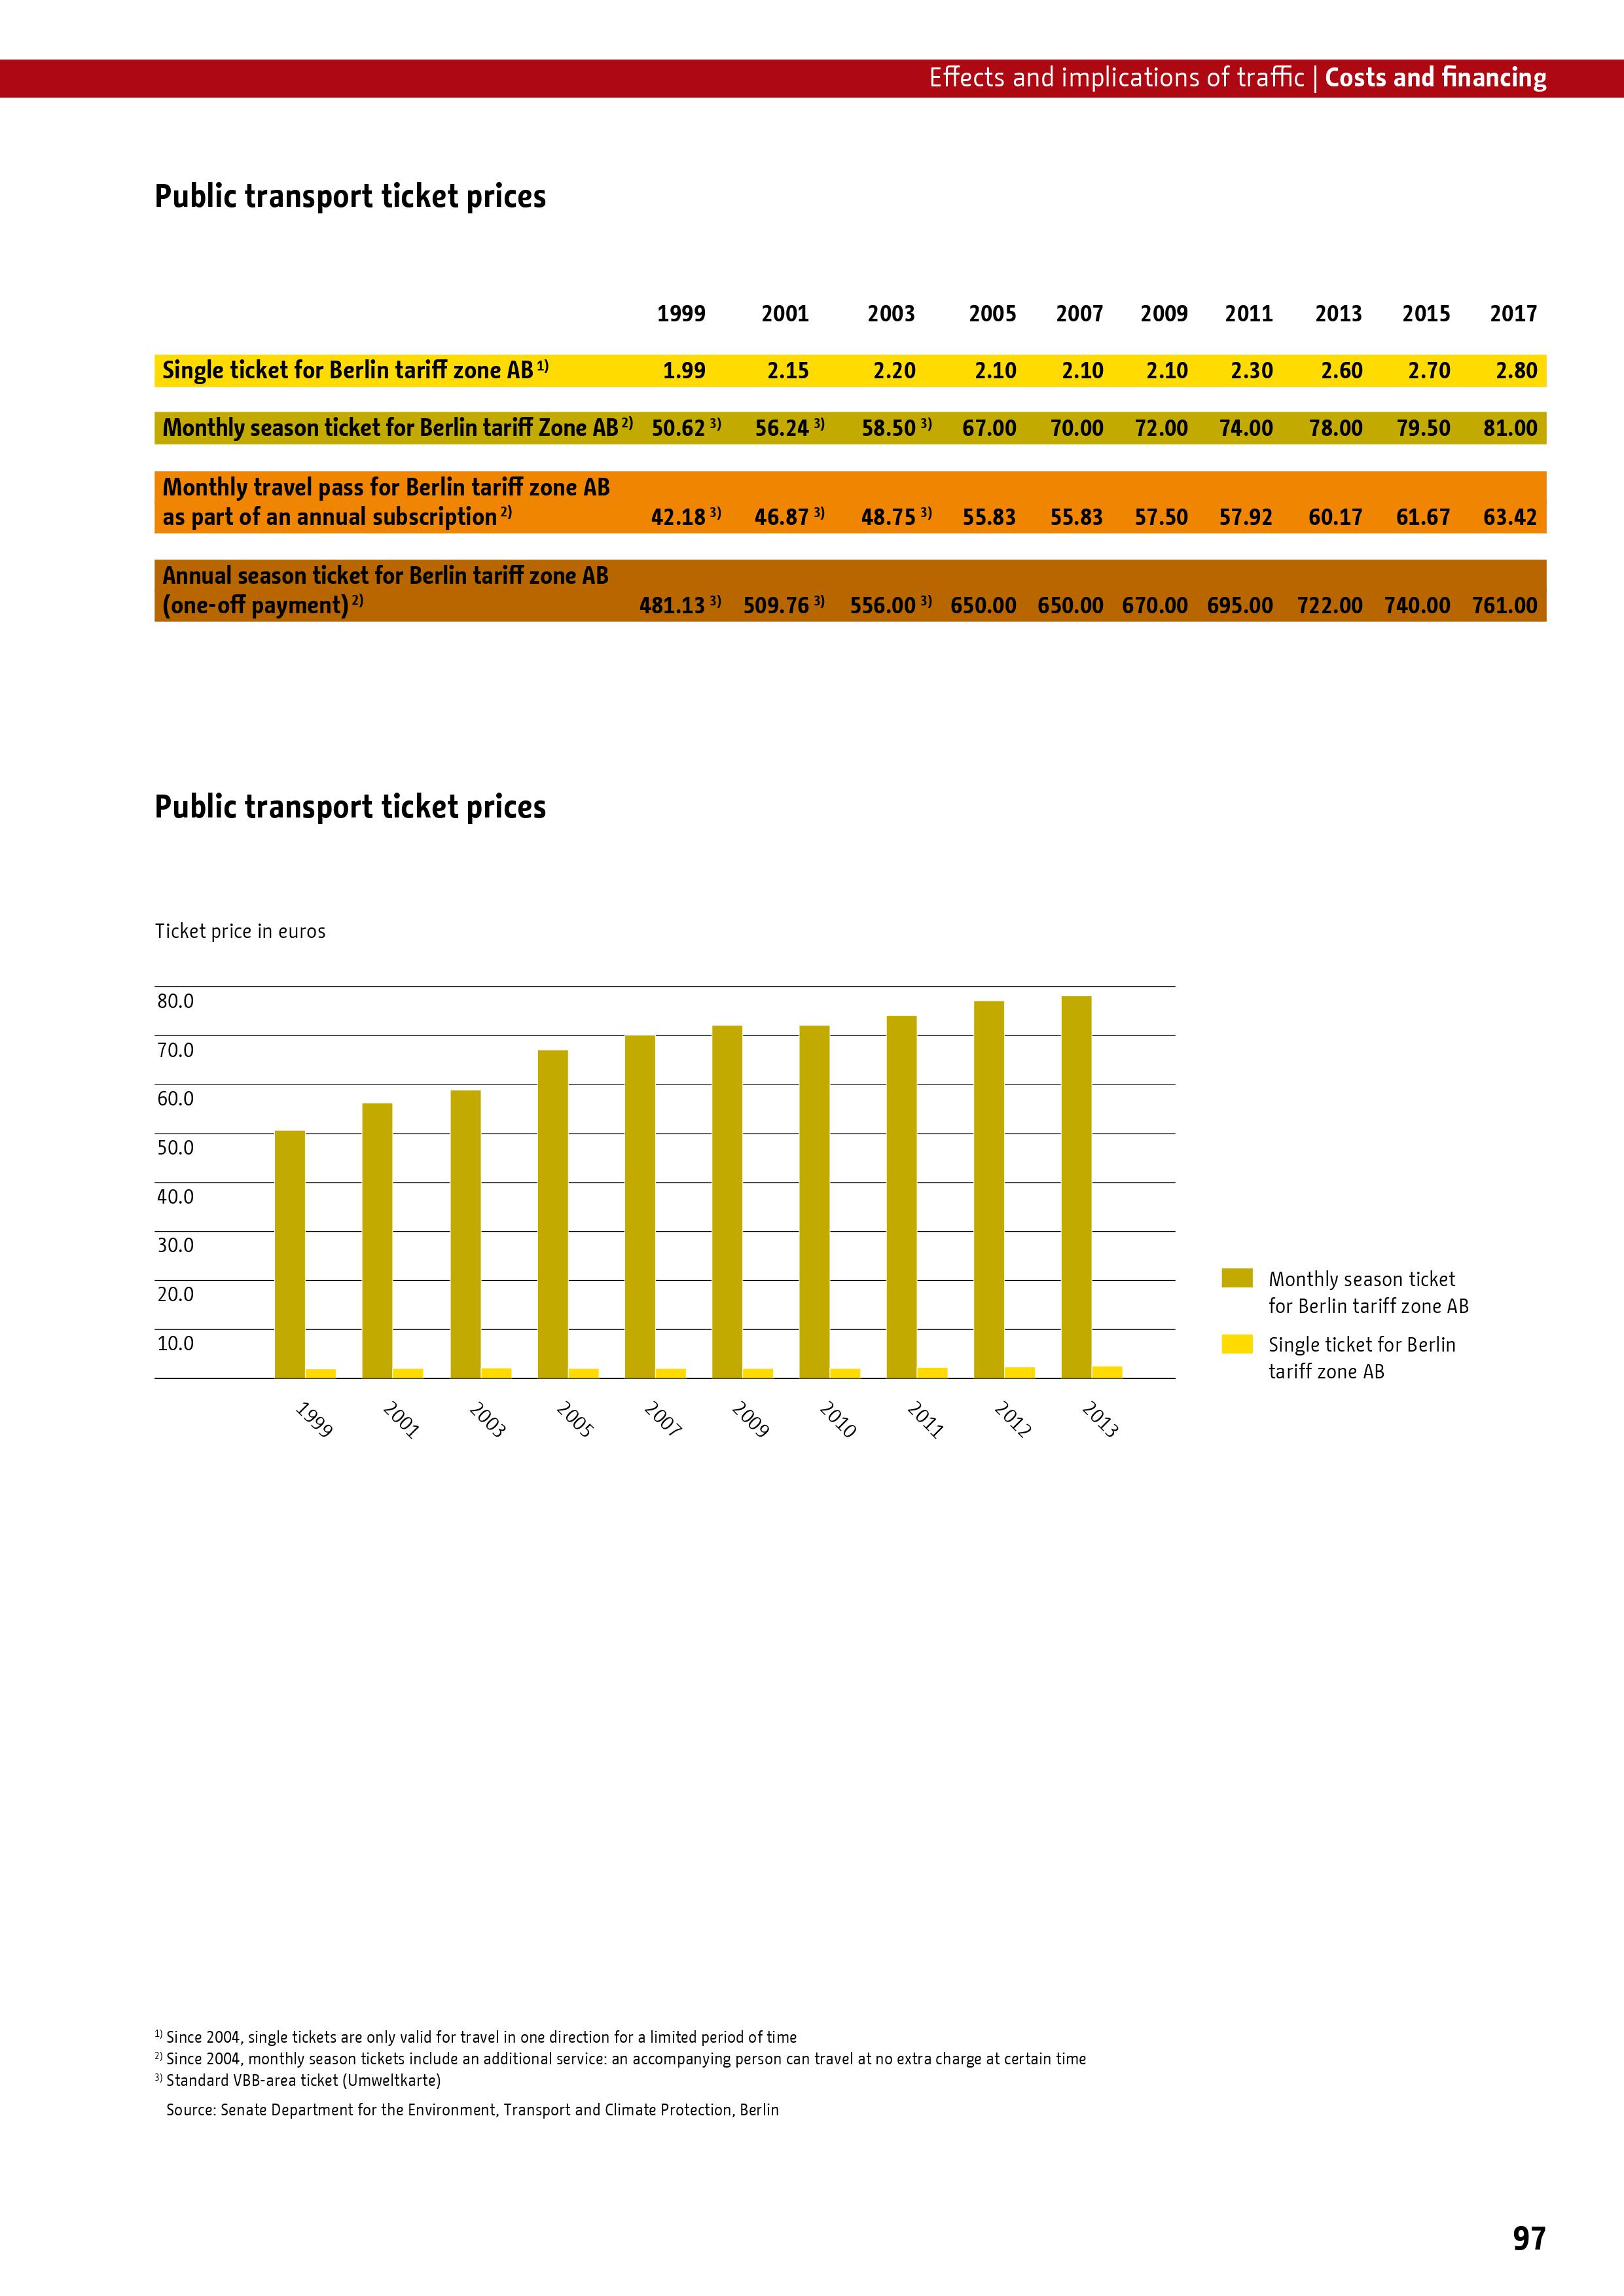 Effects and implications of traffic | Costs and financing
Public transport ticket prices
1999 2001 2003 2005 2007 2009 2011 2013 2015 2017
Single ticket for Berlin tariff zone AB 1) 1.99 2.15 2.20 2.10 2.10 2.10 2.30 2.60 2.70 2.80
Monthly season ticket for Berlin tariff Zone AB 2) 50.62 3) 56.24 3) 58.50 3) 67.00 70.00 72.00 74.00 78.00 79.50 81.00
Monthly travel pass for Berlin tariff zone AB
as part of an annual subscription 2) 42.18 3) 46.87 3) 48.75 3) 55.83 55.83 57.50 57.92 60.17 61.67 63.42
Annual season ticket for Berlin tariff zone AB
(one-off payment) 2) 481.13 3) 509.76 3) 556.00 3) 650.00 650.00 670.00 695.00 722.00 740.00 761.00
Public transport ticket prices
Ticket price in euros
80.0
70.0
60.0
50.0
40.0
30.0
20.0
10.0
1999 2001 2003 2005 2007 2009 2010 2011 2012 2013
Monthly season ticket
for Berlin tariff zone AB
Single ticket for Berlin
tariff zone AB
1) Since 2004, single tickets are only valid for travel in one direction for a limited period of time
2) Since 2004, monthly season tickets include an additional service: an accompanying person can travel at no extra charge at certain time
3) Standard VBB-area ticket (Umweltkarte)
Source: Senate Department for the Environment, Transport and Climate Protection, Berlin
97